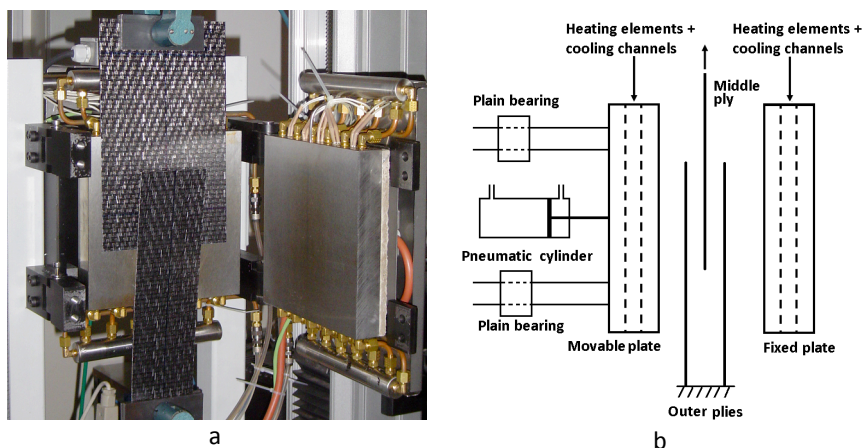 Heating elements +
cooling channels
Heating elements +
cooling channels
Middle
ply
Plain bearing
Pneumatic cylinder
Plain bearing
Movable plate
Fixed plate
Outer plies
a
b